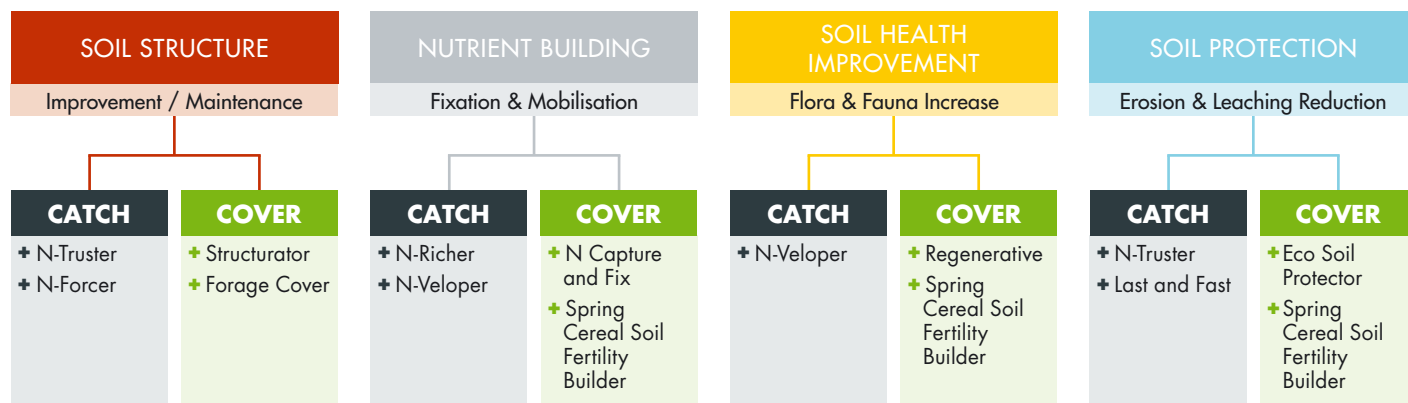 SOIL STRUCTURE
Improvement / Maintenance
CATCH
+ N-Truster
+ N-Forcer
COVER
+ Structurator
+ Forage Cover
NUTRIENT BUILDING
Fixation & Mobilisation
CATCH
+ N-Richer
+ N-Veloper
COVER
+ N Capture
and Fix
+ Spring
Cereal Soil
Fertility
Builder
SOIL HEALTH
IMPROVEMENT
Flora & Fauna Increase
CATCH
+ N-Veloper
COVER
+ Regenerative
+ Spring
Cereal Soil
Fertility
Builder
SOIL PROTECTION
Erosion & Leaching Reduction
CATCH
+ N-Truster
+ Last and Fast
COVER
+ Eco Soil
Protector
+ Spring
Cereal Soil
Fertility
Builder